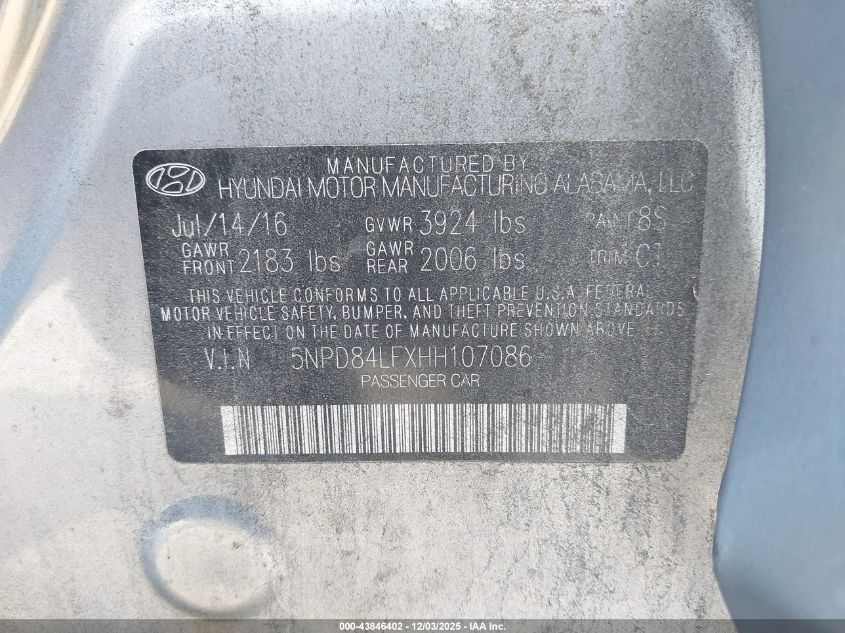 MANUFACTURED BY
HYUNDAI MOTOR MANUFACTURING ALABAMA, LLC
Jul/14/16 GVWR 3924 lbs PAINT 8S
GAWR FRONT 2183 lbs GAWR REAR 2006 lbs TRIM
THIS VEHICLE CONFORMS TO ALL APPLICABLE U.S.A. FEDERAL
MOTOR VEHICLE SAFETY, BUMPER, AND THEFT PREVENTION STANDARDS
IN EFFECT ON THE DATE OF MANUFACTURE SHOWN ABOVE.
V.I.N 5NPD84LFXHH107086
PASSENGER CAR
000-43846402 - 12/03/2025 - IAA Inc.